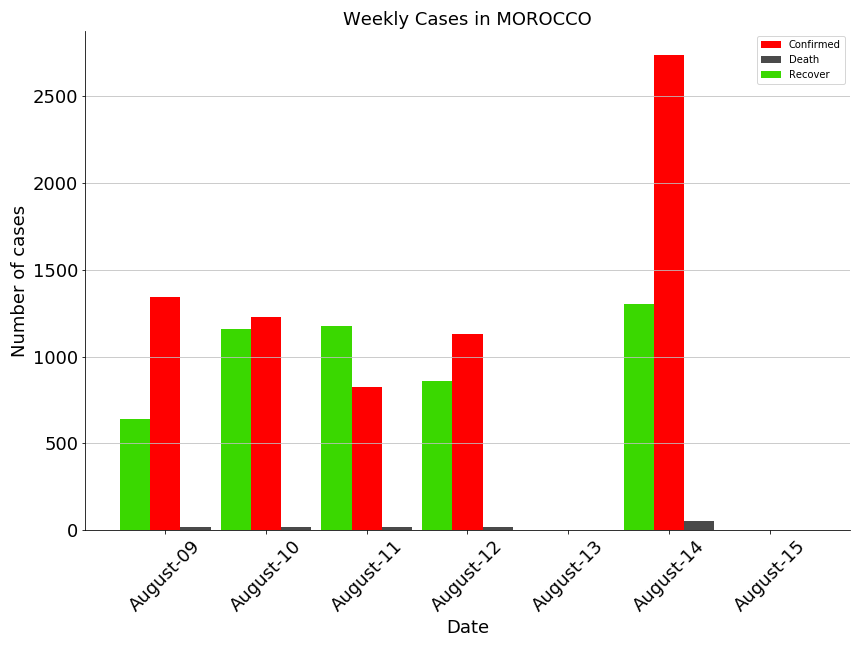 Weekly Cases in MOROCCO
Confirmed
Death
Recover
Number of cases
2500
2000
1500
1000
500
0
August-09
August-10
August-11
August-12
August-13
August-14
August-15
Date